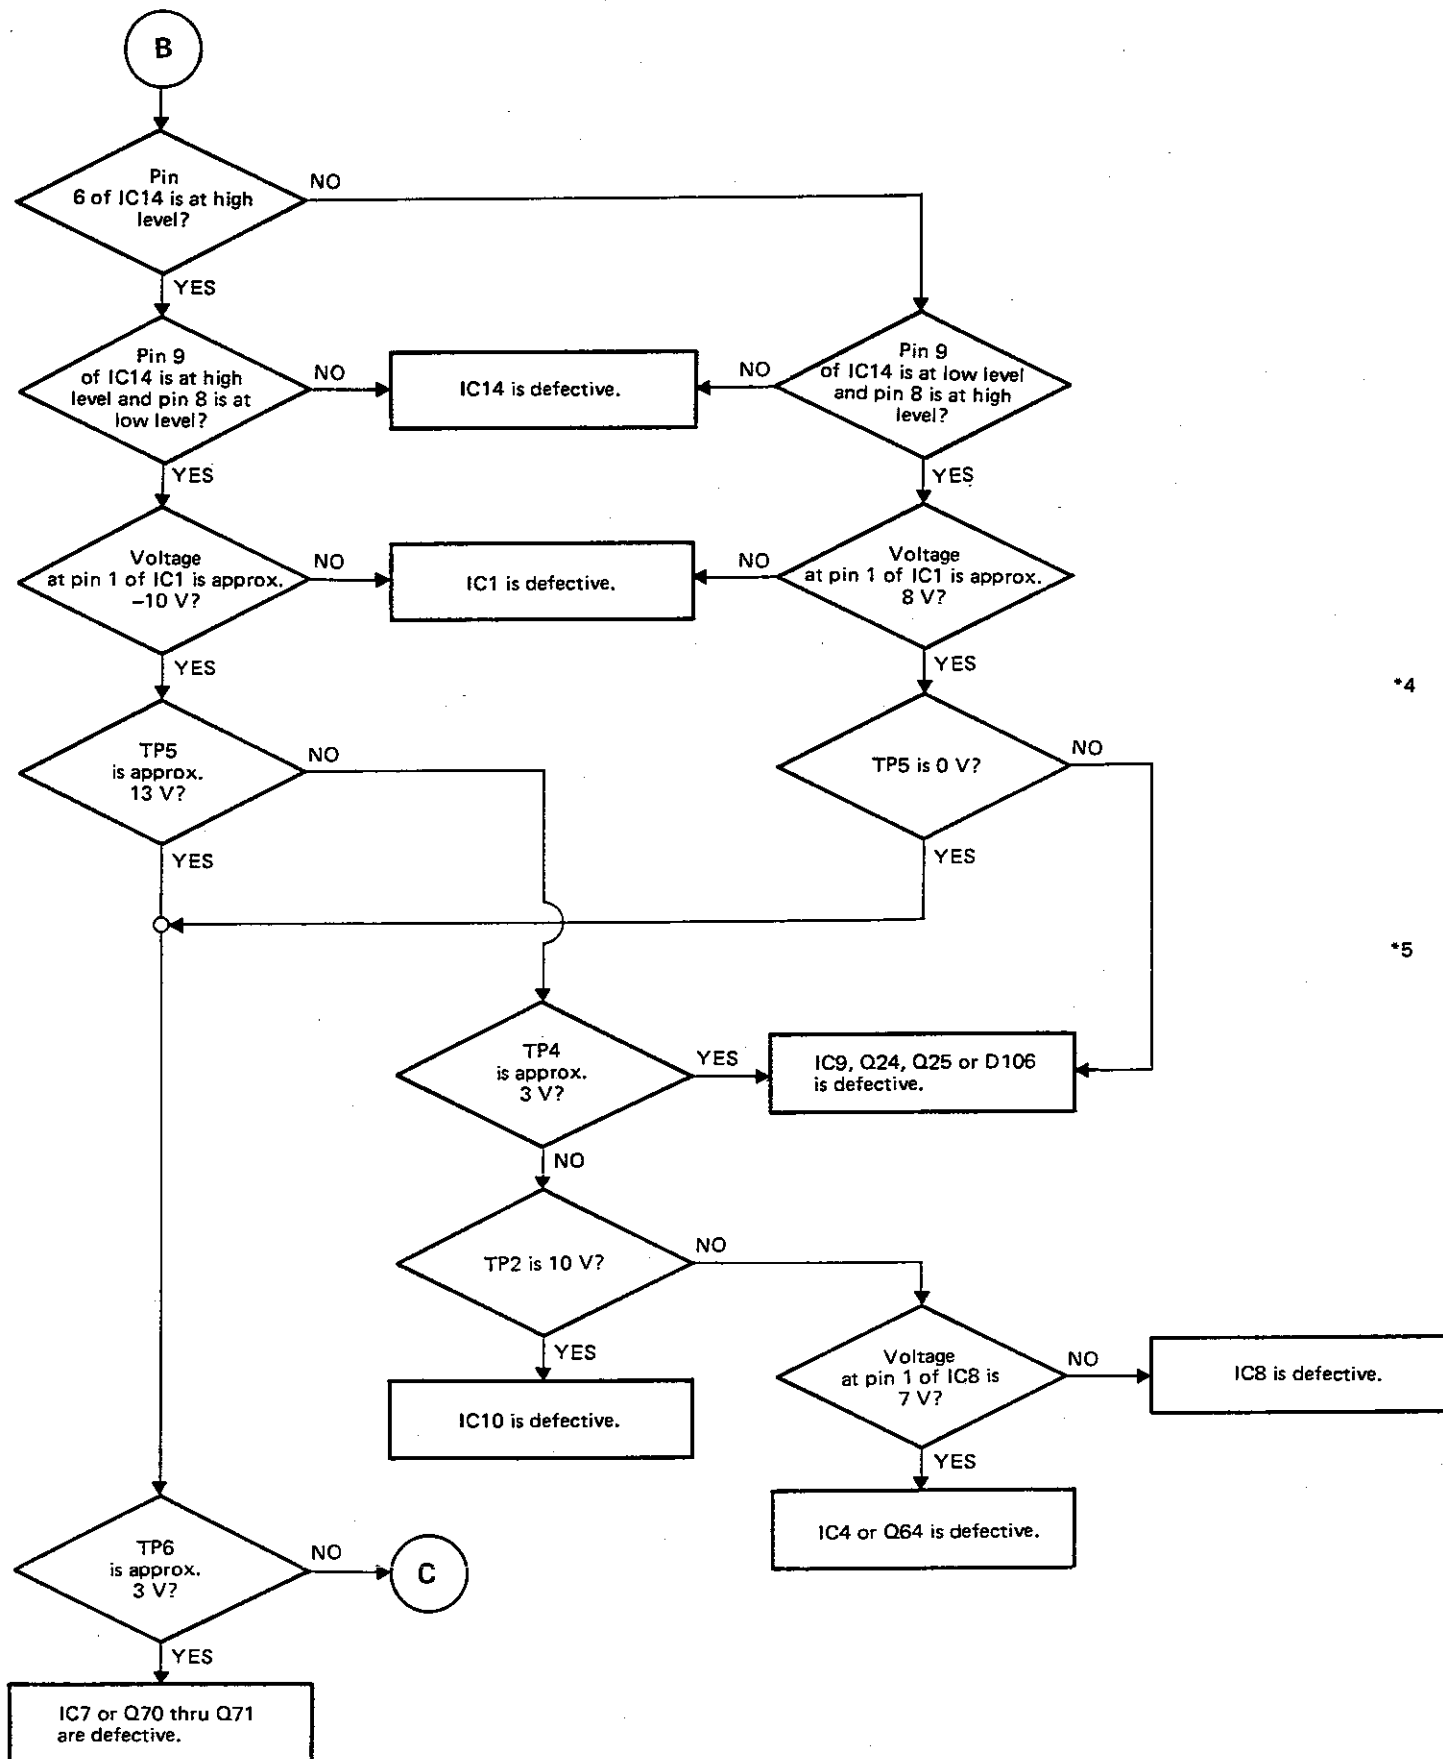 B
Pin
6 of IC14 is at high
level?
NO
YES
Pin 9
of IC14 is at high
level and pin 8 is at
low level?
NO
IC14 is defective.
NO
Pin 9
of IC14 is at low level
and pin 8 is at high
level?
YES
YES
Voltage
at pin 1 of IC1 is approx.
–10 V?
NO
IC1 is defective.
NO
Voltage
at pin 1 of IC1 is approx.
8 V?
YES
YES
*4
TP5
is approx.
13 V?
NO
TP5 is 0 V?
NO
YES
YES
*5
TP4
is approx.
3 V?
YES
IC9, Q24, Q25 or D106
is defective.
NO
TP2 is 10 V?
NO
YES
IC10 is defective.
Voltage
at pin 1 of IC8 is
7 V?
NO
IC8 is defective.
YES
IC4 or Q64 is defective.
TP6
is approx.
3 V?
NO
C
YES
IC7 or Q70 thru Q71
are defective.